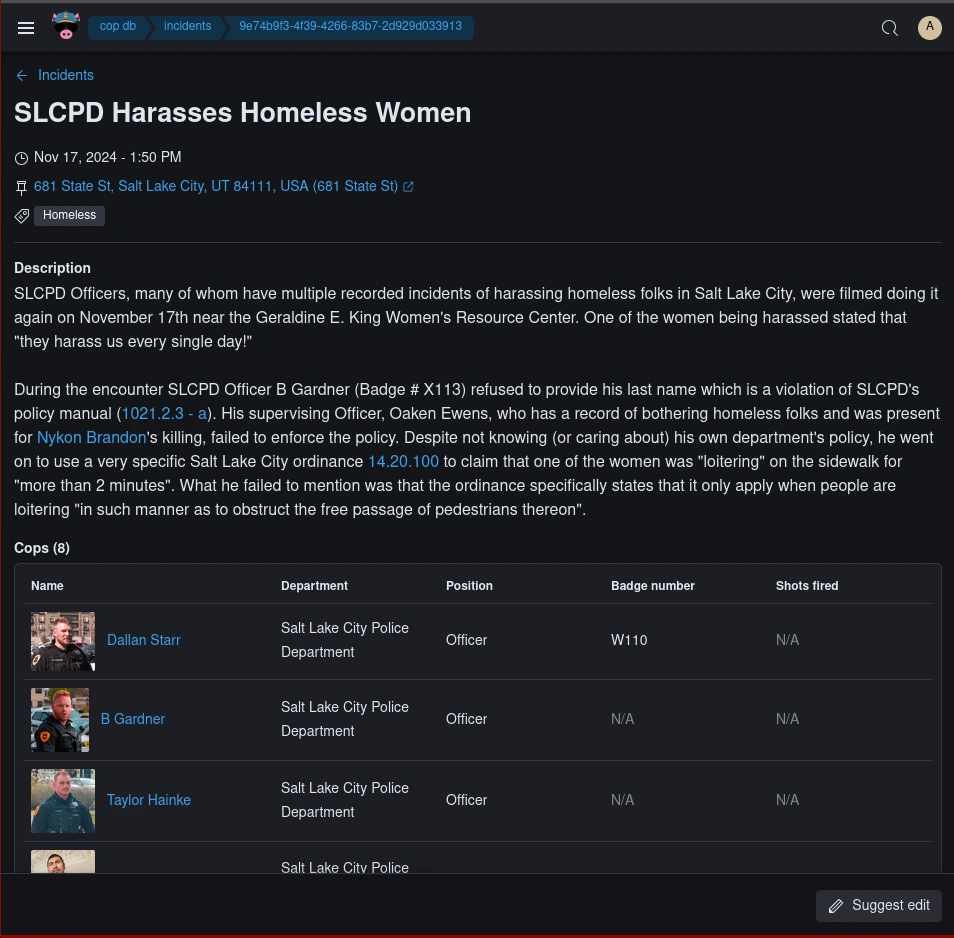 cop db incidents 9e74b9f3-4f39-4266-83b7-2d929d033913 A
Incidents
SLCPD Harasses Homeless Women
Nov 17, 2024 - 1:50 PM
681 State St, Salt Lake City, UT 84111, USA (681 State St)
Homeless
Description
SLCPD Officers, many of whom have multiple recorded incidents of harassing homeless folks in Salt Lake City, were filmed doing it
again on November 17th near the Geraldine E. King Women's Resource Center. One of the women being harassed stated that
"they harass us every single day!"
During the encounter SLCPD Officer B Gardner (Badge # X113) refused to provide his last name which is a violation of SLCPD's
policy manual (1021.2.3 - a). His supervising Officer, Oaken Ewens, who has a record of bothering homeless folks and was present
for Nykon Brandon's killing, failed to enforce the policy. Despite not knowing (or caring about) his own department's policy, he went
on to use a very specific Salt Lake City ordinance 14.20.100 to claim that one of the women was "loitering" on the sidewalk for
"more than 2 minutes". What he failed to mention was that the ordinance specifically states that it only apply when people are
loitering "in such manner as to obstruct the free passage of pedestrians thereon".
Cops (8)
Name Department Position Badge number Shots fired
Dallan Starr Salt Lake City Police Department Officer W110 N/A
B Gardner Salt Lake City Police Department Officer N/A N/A
Taylor Hainke Salt Lake City Police Department Officer N/A N/A
Salt Lake City Police
Suggest edit